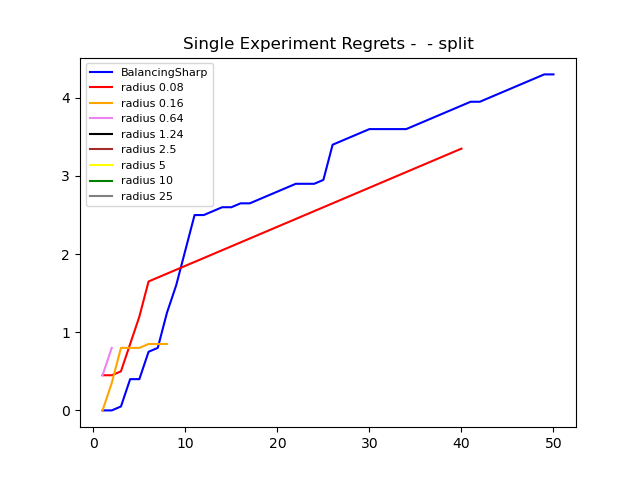 Single Experiment Regrets -  - split
BalancingSharp
radius 0.08
radius 0.16
radius 0.64
radius 1.24
radius 2.5
radius 5
radius 10
radius 25
4
3
2
1
0
0 10 20 30 40 50